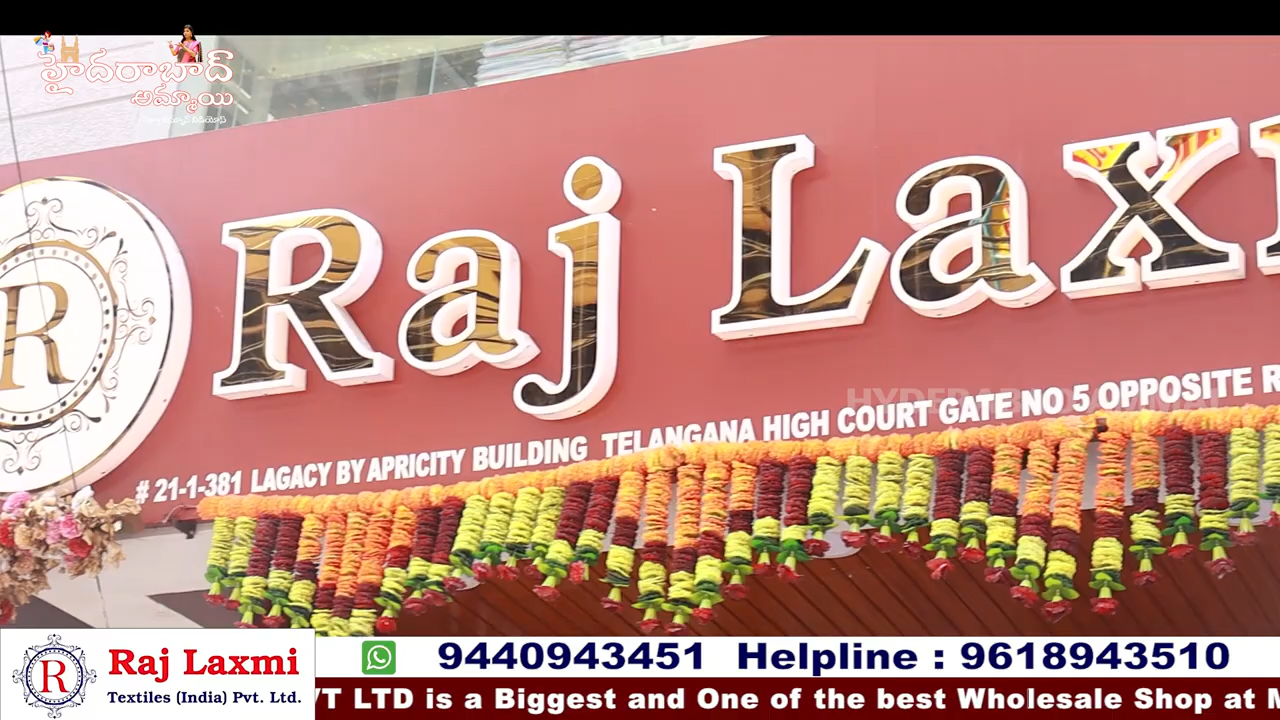 హైదరాబాద్
అమ్మాయి
R
Raj Lax
# 21-1-381 LAGACY BY APRICITY BUILDING TELANGANA HIGH COURT GATE NO 5 OPPOSITE R
R
Raj Laxmi
Textiles (India) Pvt. Ltd.
9440943451 Helpline : 9618943510
VT LTD is a Biggest and One of the best Wholesale Shop at M